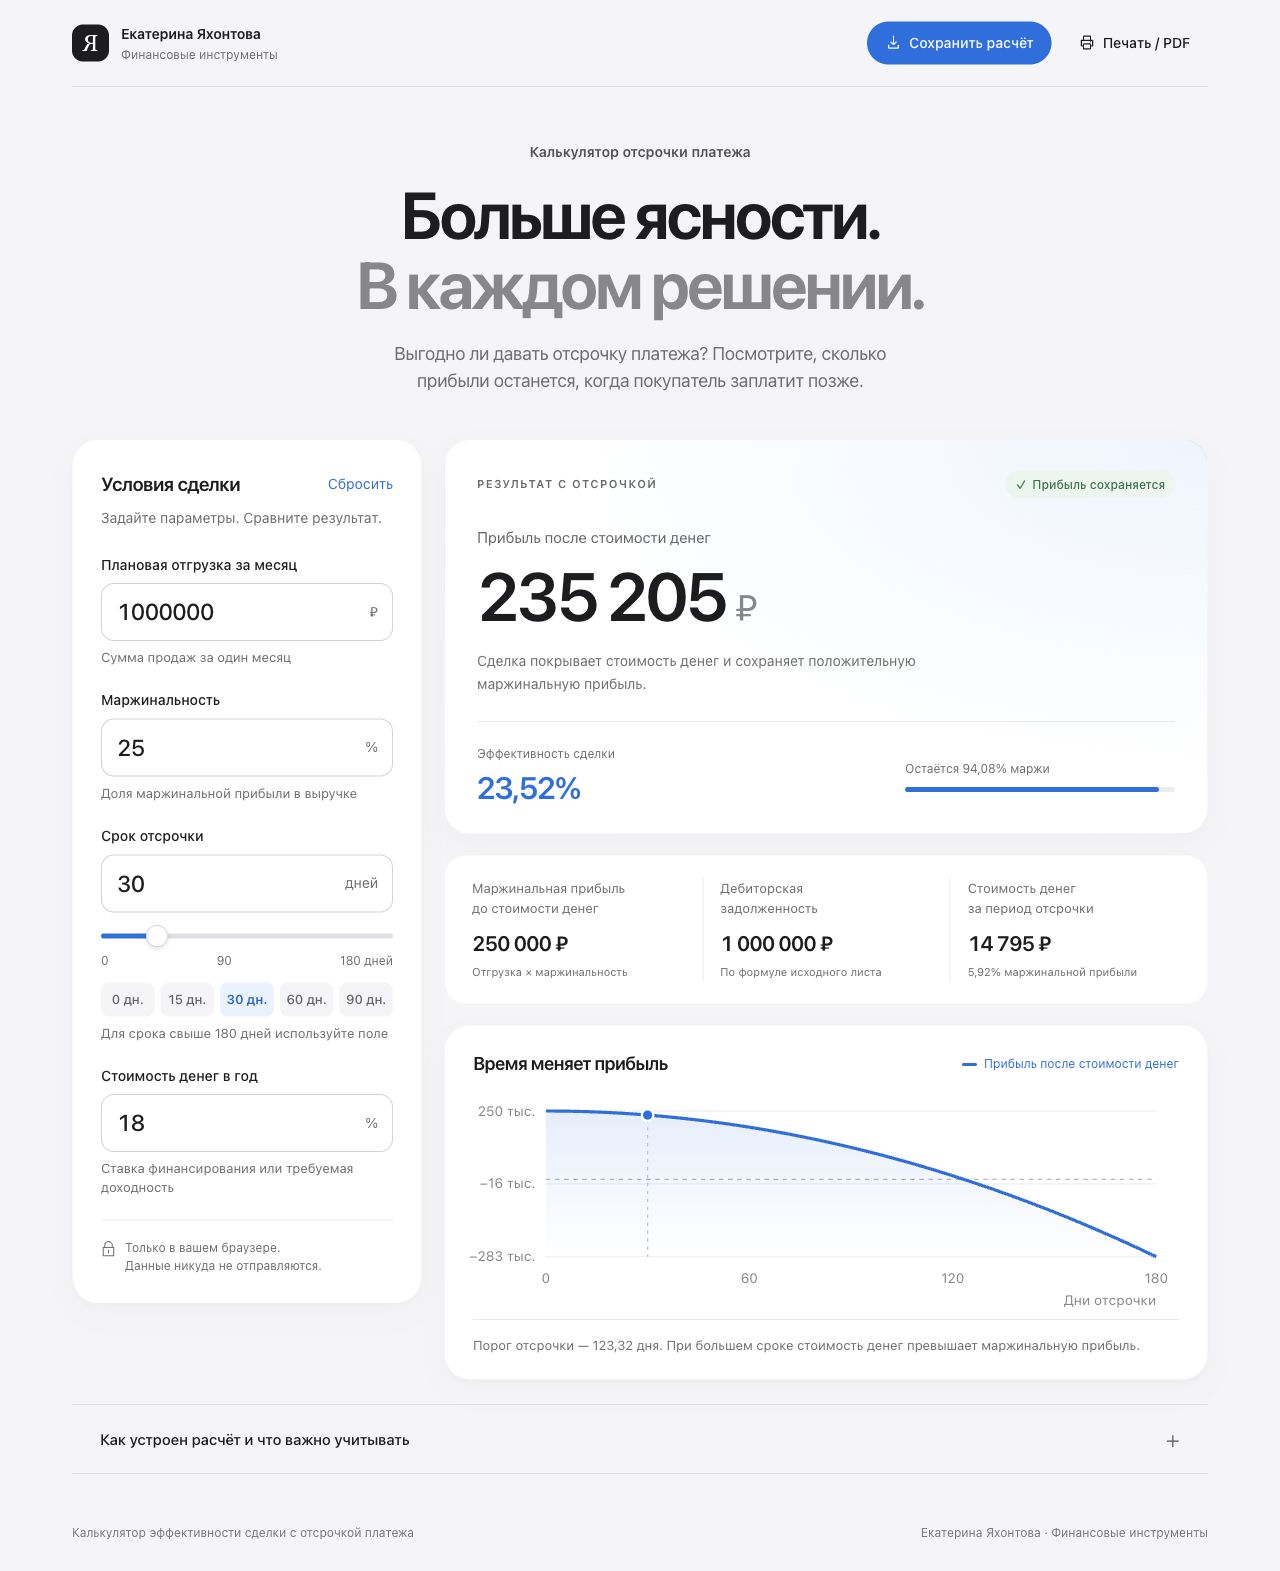 Я
Екатерина Яхонтова
Финансовые инструменты
Сохранить расчёт
Печать / PDF
Калькулятор отсрочки платежа
Больше ясности.
В каждом решении.
Выгодно ли давать отсрочку платежа? Посмотрите, сколько
прибыли останется, когда покупатель заплатит позже.
Условия сделки
Сбросить
Задайте параметры. Сравните результат.
Плановая отгрузка за месяц
1000000 ₽
Сумма продаж за один месяц
Маржинальность
25 %
Доля маржинальной прибыли в выручке
Срок отсрочки
30 дней
0 90 180 дней
0 дн. 15 дн. 30 дн. 60 дн. 90 дн.
Для срока свыше 180 дней используйте поле
Стоимость денег в год
18 %
Ставка финансирования или требуемая
доходность
Только в вашем браузере.
Данные никуда не отправляются.
РЕЗУЛЬТАТ С ОТСРОЧКОЙ
✓ Прибыль сохраняется
Прибыль после стоимости денег
235 205 ₽
Сделка покрывает стоимость денег и сохраняет положительную
маржинальную прибыль.
Эффективность сделки
23,52%
Остаётся 94,08% маржи
Маржинальная прибыль
до стоимости денег
250 000 ₽
Отгрузка × маржинальность
Дебиторская
задолженность
1 000 000 ₽
По формуле исходного листа
Стоимость денег
за период отсрочки
14 795 ₽
5,92% маржинальной прибыли
Время меняет прибыль
Прибыль после стоимости денег
250 тыс.
−16 тыс.
−283 тыс.
0 60 120 180
Дни отсрочки
Порог отсрочки — 123,32 дня. При большем сроке стоимость денег превышает маржинальную прибыль.
Как устроен расчёт и что важно учитывать
+
Калькулятор эффективности сделки с отсрочкой платежа
Екатерина Яхонтова · Финансовые инструменты